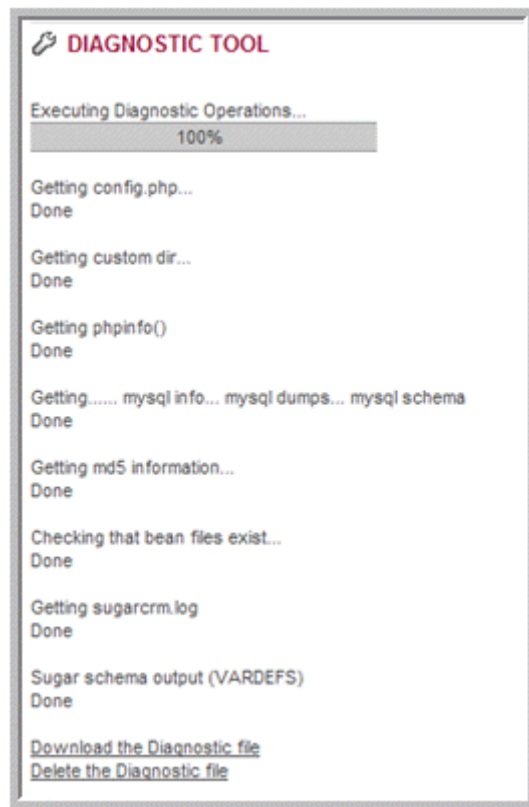 DIAGNOSTIC TOOL
Executing Diagnostic Operations...
100%
Getting config.php...
Done
Getting custom dir...
Done
Getting phpinfo()
Done
Getting...... mysql info... mysql dumps... mysql schema
Done
Getting md5 information...
Done
Checking that bean files exist...
Done
Getting sugarcrm.log
Done
Sugar schema output (VARDEFS)
Done
Download the Diagnostic file
Delete the Diagnostic file